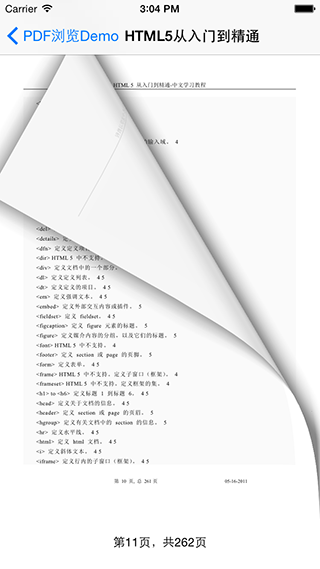 Carrier 3:04 PM
PDF浏览Demo HTML5从入门到精通
HTML 5 从入门到精通-中文学习教程
输入域。 4
<del>
<details> 定
<dfn> 定义定义项
<dir> HTML 5 中不支持。
<div> 定义文档中的一个部分。
<dl> 定义定义列表。 4 5
<dt> 定义定义的项目。 4 5
<em> 定义强调文本。 4 5
<embed> 定义外部交互内容或插件。 5
<fieldset> 定义 fieldset。 4 5
<figcaption> 定义 figure 元素的标题。 5
<figure> 定义媒介内容的分组，以及它们的标题。 5
<font> HTML 5 中不支持。 4
<footer> 定义 section 或 page 的页脚。 5
<form> 定义表单。 4 5
<frame> HTML 5 中不支持。定义子窗口（框架）。 4
<frameset> HTML 5 中不支持。定义框架的集。 4
<h1> to <h6> 定义标题 1 到标题 6。 4 5
<head> 定义关于文档的信息。 4 5
<header> 定义 section 或 page 的页眉。 5
<hgroup> 定义有关文档中的 section 的信息。 5
<hr> 定义水平线。 4 5
<html> 定义 html 文档。 4 5
<i> 定义斜体文本。 4 5
<iframe> 定义行内的子窗口（框架）。 4 5
第 10 页, 总 261 页 05-16-2011
第11页，共262页